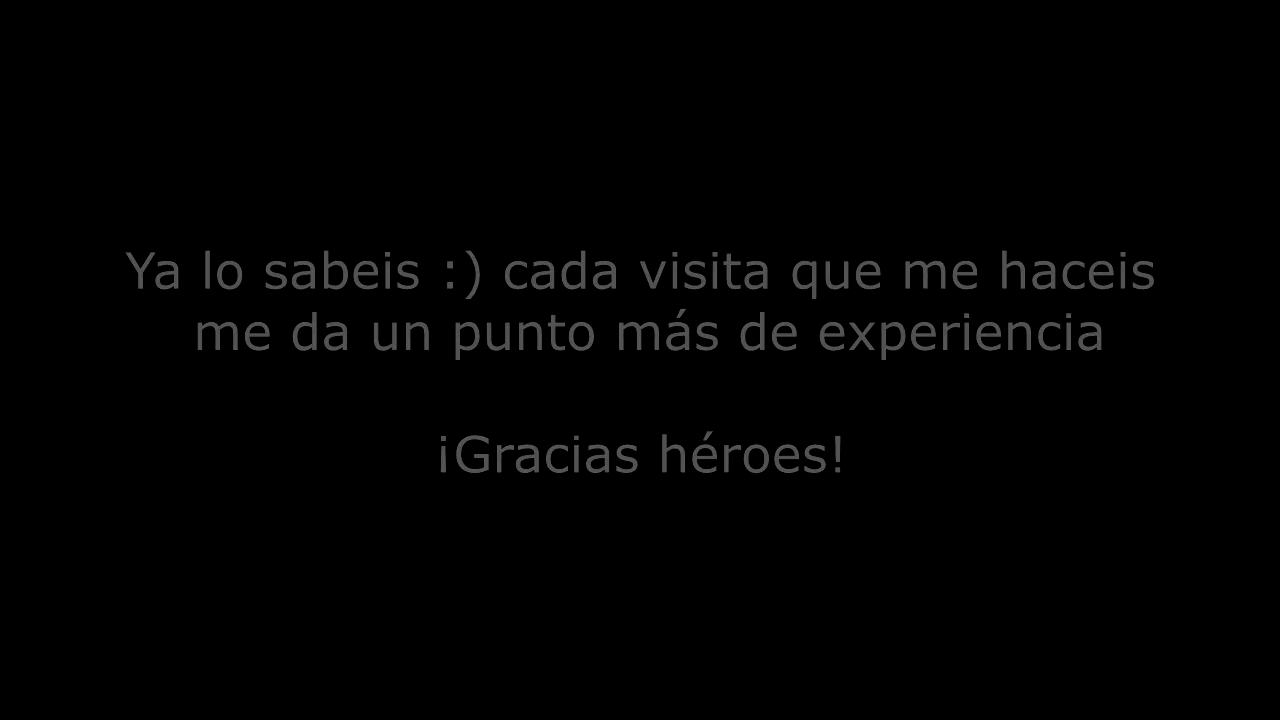 Ya lo sabeis :) cada visita que me haceis
me da un punto más de experiencia
¡Gracias héroes!